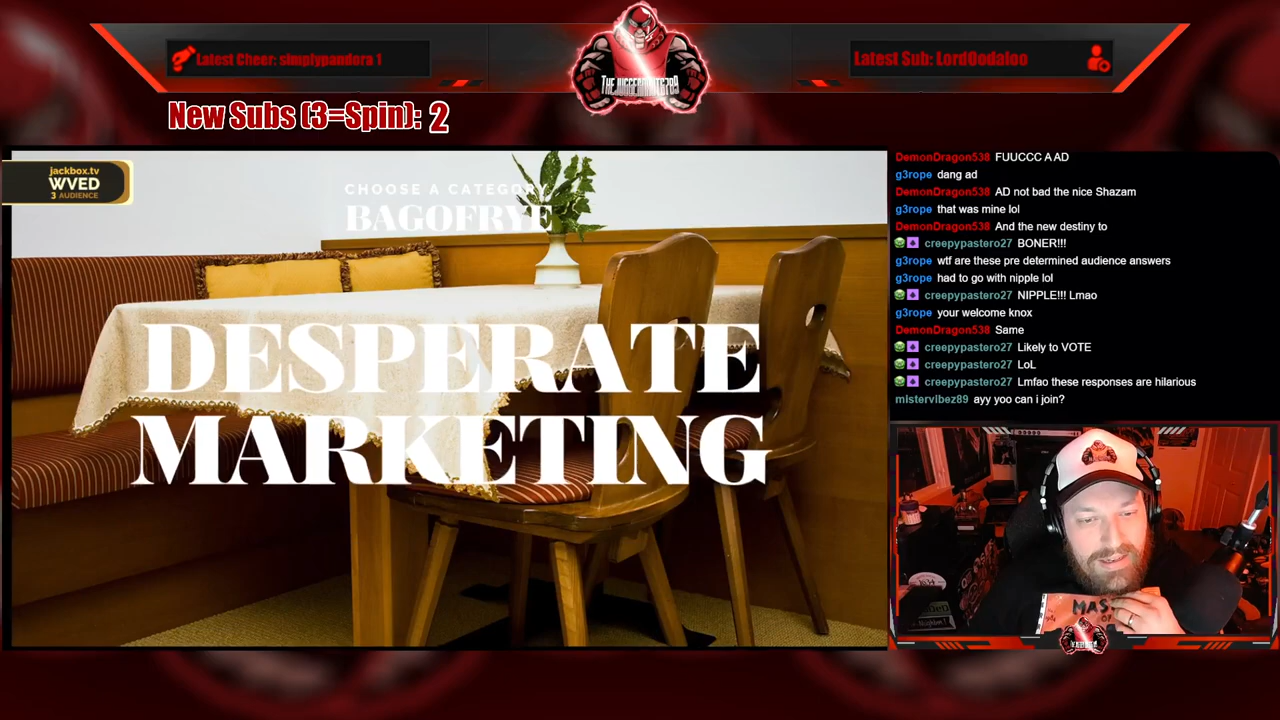 Latest Cheer: simplypandora 1
THEJUGGERNAUTG789
Latest Sub: LordOodaloo
New Subs (3=Spin): 2
jackbox.tv
WVED
3 AUDIENCE
CHOOSE A CATEGORY,
BAGOFRYE
DESPERATE
MARKETING
DemonDragon538 FUUCCC A AD
g3rope dang ad
DemonDragon538 AD not bad the nice Shazam
g3rope that was mine lol
DemonDragon538 And the new destiny to
creepypastero27 BONER!!!
g3rope wtf are these pre determined audience answers
g3rope had to go with nipple lol
creepypastero27 NIPPLE!!! Lmao
g3rope your welcome knox
DemonDragon538 Same
creepypastero27 Likely to VOTE
creepypastero27 LoL
creepypastero27 Lmfao these responses are hilarious
mistervibez89 ayy yoo can i join?
MAS